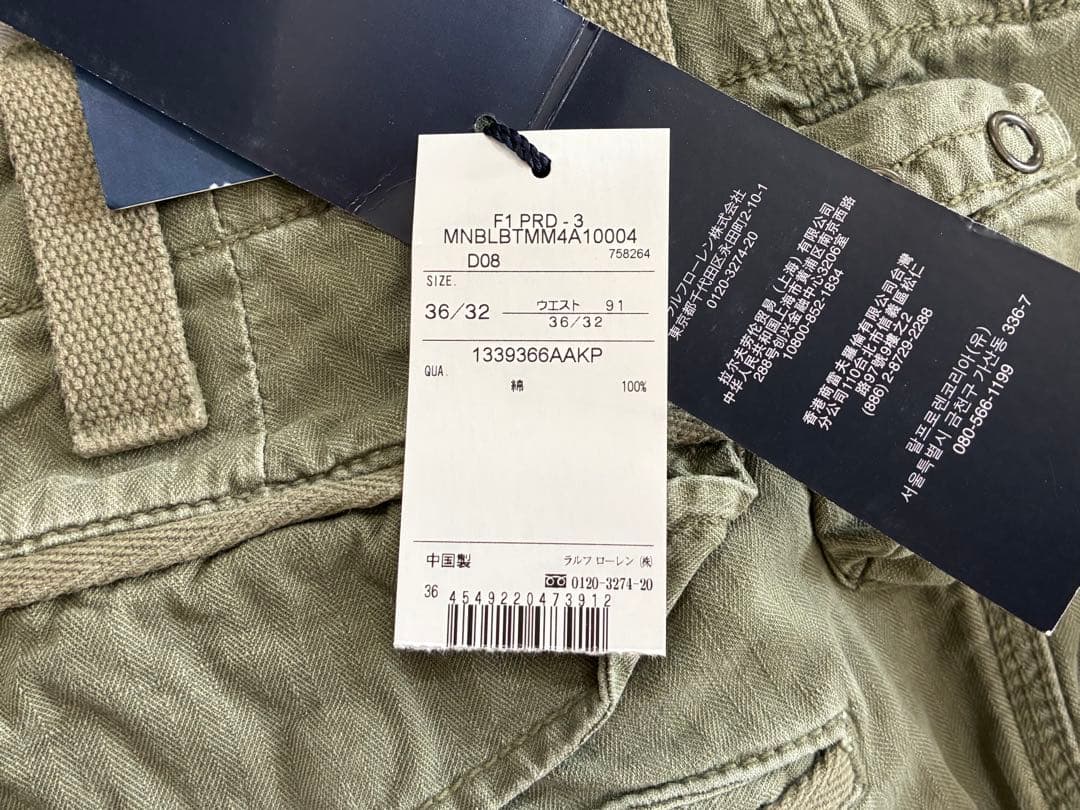 F1 PRD - 3
MNBLBTMM4A10004
D08 758264
SIZE.
36/32 ウエスト 91
36/32
1339366AAKP
QUA.
綿 100%
中国製 ラルフ ローレン ㈱
0120-3274-20
36 4549220473912
ラルフローレン株式会社
東京都千代田区永田町2-10-1
0120-3274-20
拉尔夫劳伦贸易（上海）有限公司
中华人民共和国上海市黄浦区南京西路
288号创兴金融中心3206室
10800-852-1834
香港商富夫羅倫有限公司台灣
分公司110台北市信義區松仁
路97號9樓之2
(886) 2-8729-2288
랄프로렌코리아(유)
서울특별시 금천구 가산동 336-7
080-566-1199